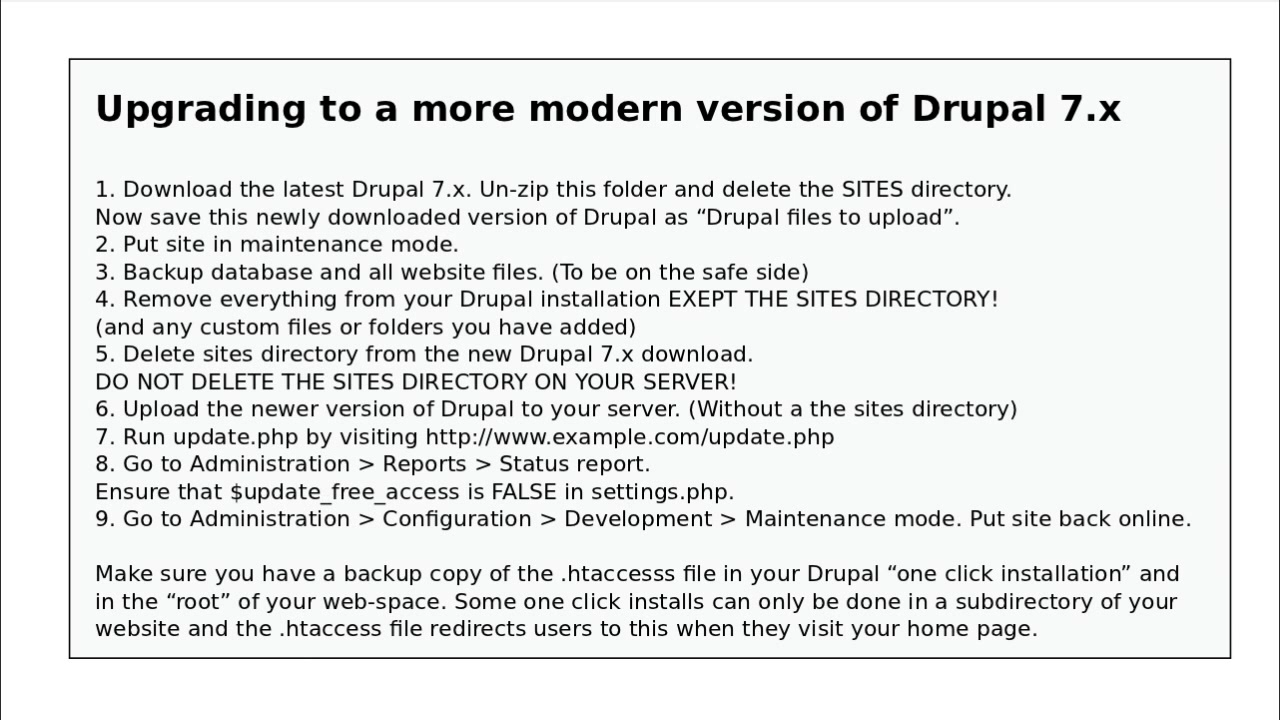 Upgrading to a more modern version of Drupal 7.x
1. Download the latest Drupal 7.x. Un-zip this folder and delete the SITES directory.
Now save this newly downloaded version of Drupal as “Drupal files to upload”.
2. Put site in maintenance mode.
3. Backup database and all website files. (To be on the safe side)
4. Remove everything from your Drupal installation EXEPT THE SITES DIRECTORY!
(and any custom files or folders you have added)
5. Delete sites directory from the new Drupal 7.x download.
DO NOT DELETE THE SITES DIRECTORY ON YOUR SERVER!
6. Upload the newer version of Drupal to your server. (Without a the sites directory)
7. Run update.php by visiting http://www.example.com/update.php
8. Go to Administration > Reports > Status report.
Ensure that $update_free_access is FALSE in settings.php.
9. Go to Administration > Configuration > Development > Maintenance mode. Put site back online.
Make sure you have a backup copy of the .htaccesss file in your Drupal “one click installation” and
in the “root” of your web-space. Some one click installs can only be done in a subdirectory of your
website and the .htaccess file redirects users to this when they visit your home page.